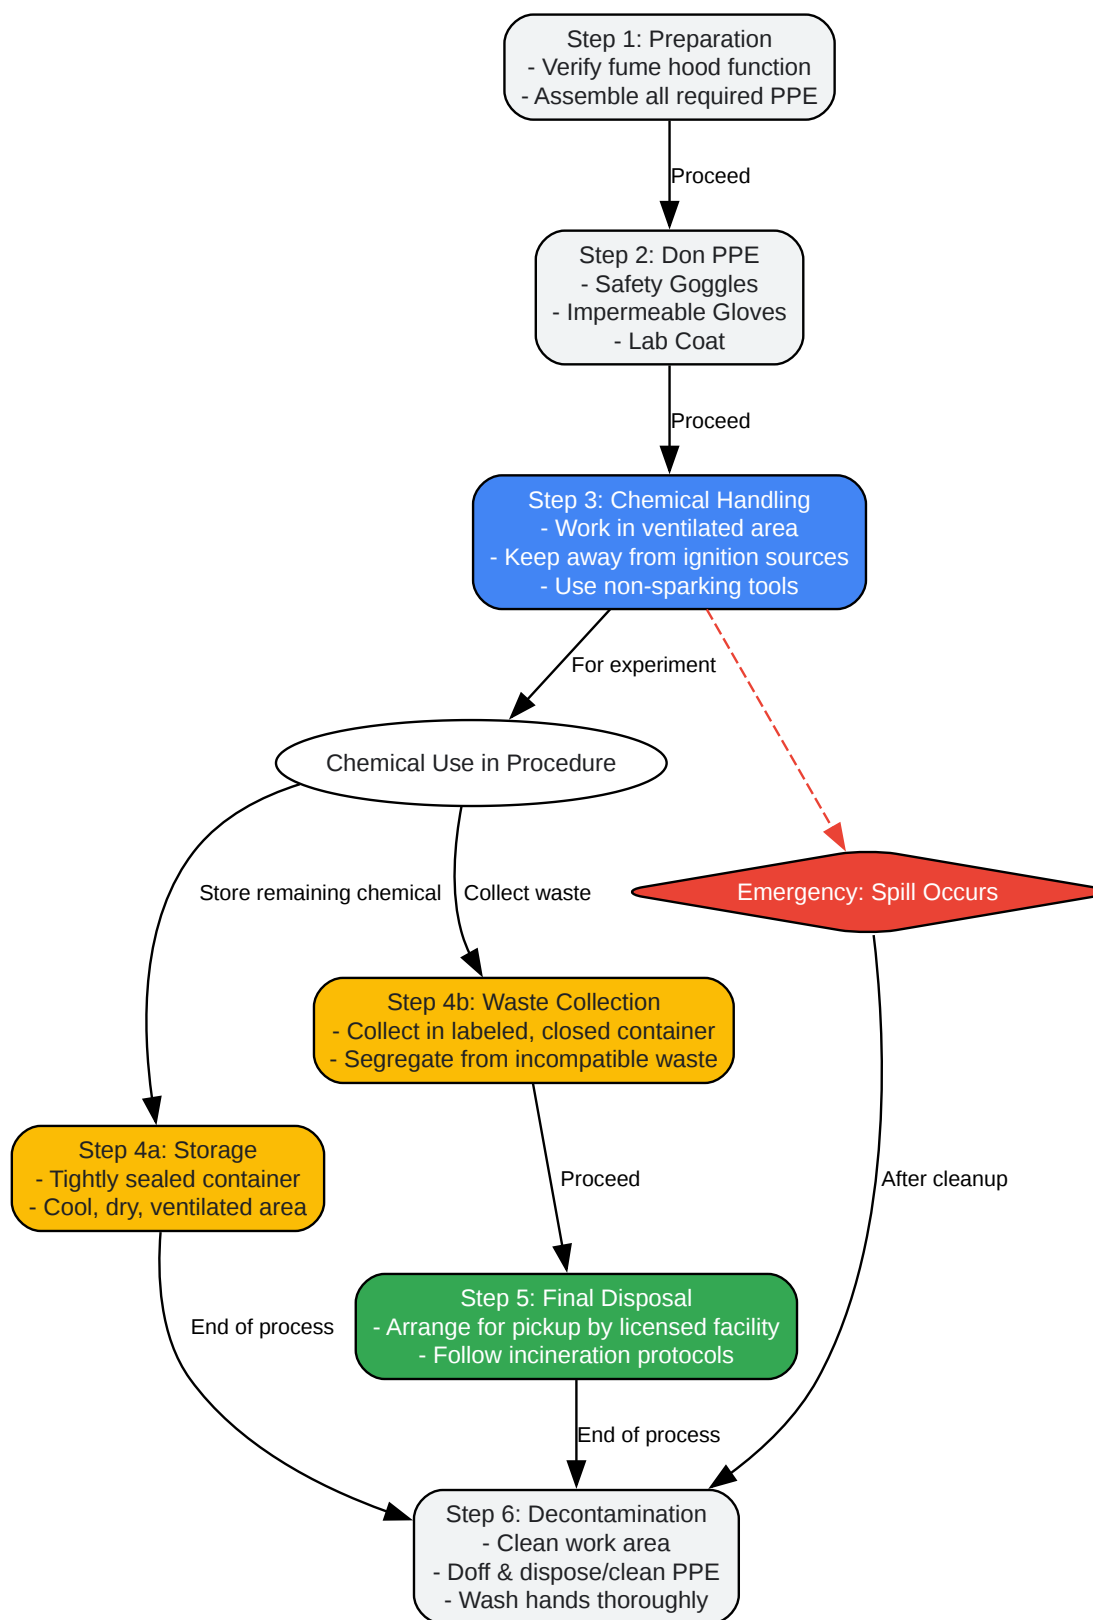 Step 1: Preparation
- Verify fume hood function
- Assemble all required PPE
Proceed
Step 2: Don PPE
- Safety Goggles
- Impermeable Gloves
- Lab Coat
Proceed
Step 3: Chemical Handling
- Work in ventilated area
- Keep away from ignition sources
- Use non-sparking tools
For experiment
Chemical Use in Procedure
Store remaining chemical
Collect waste
Emergency: Spill Occurs
Step 4b: Waste Collection
- Collect in labeled, closed container
- Segregate from incompatible waste
Step 4a: Storage
- Tightly sealed container
- Cool, dry, ventilated area
Proceed
After cleanup
Step 5: Final Disposal
- Arrange for pickup by licensed facility
- Follow incineration protocols
End of process
End of process
Step 6: Decontamination
- Clean work area
- Doff & dispose/clean PPE
- Wash hands thoroughly